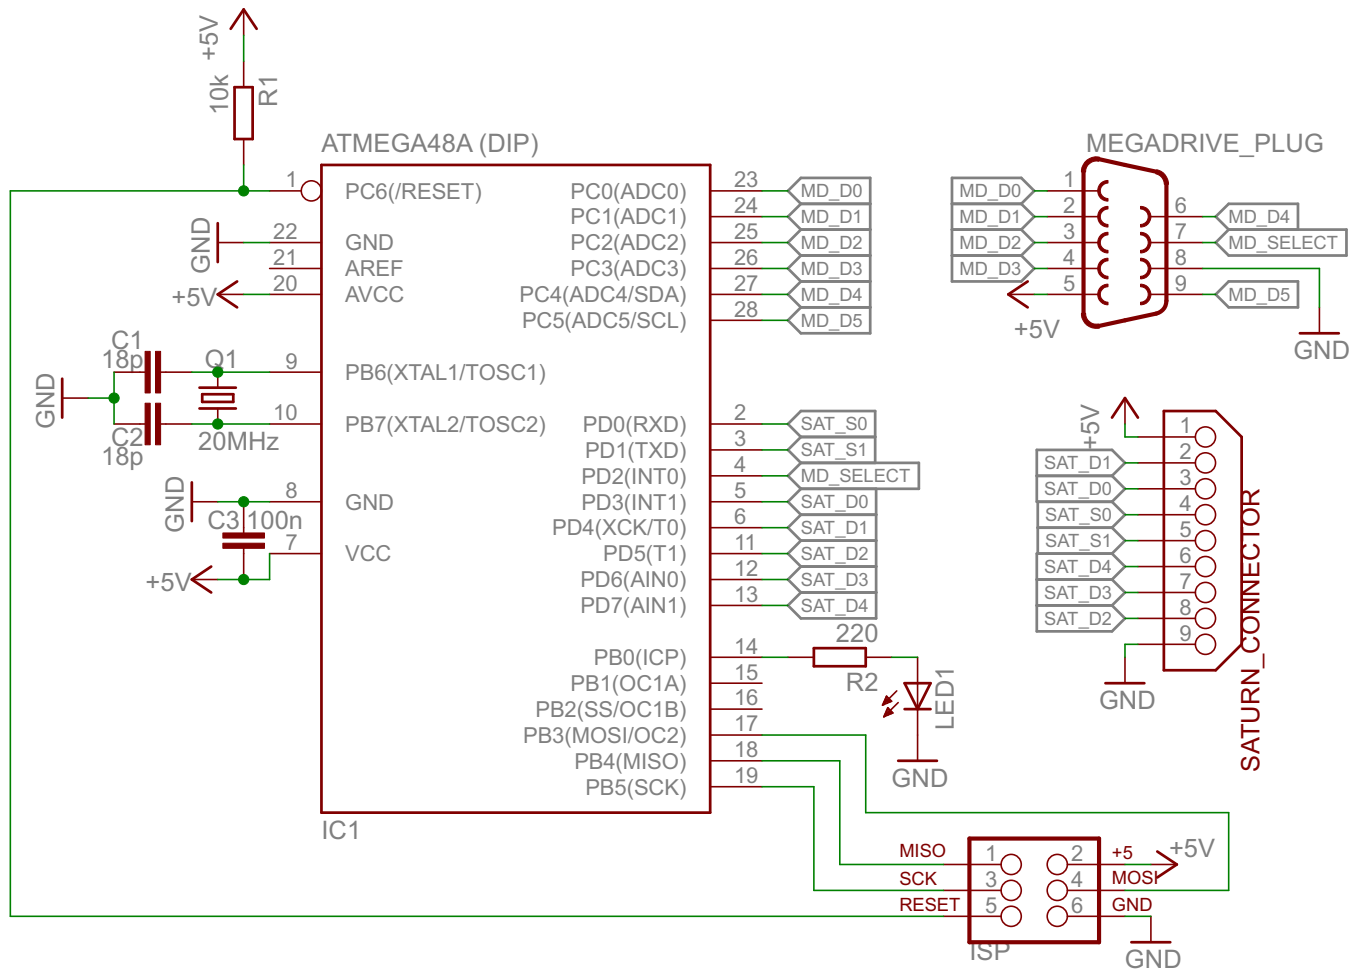 +5V
10k
R1
ATMEGA48A (DIP)
1 PC6(/RESET)
GND 22 GND
21 AREF
+5V 20 AVCC
C1
18p
Q1
9 PB6(XTAL1/TOSC1)
GND
10 PB7(XTAL2/TOSC2)
C2
18p
20MHz
GND 8 GND
C3 100n
7 VCC
+5V
PC0(ADC0) 23 MD_D0
PC1(ADC1) 24 MD_D1
PC2(ADC2) 25 MD_D2
PC3(ADC3) 26 MD_D3
PC4(ADC4/SDA) 27 MD_D4
PC5(ADC5/SCL) 28 MD_D5
PD0(RXD) 2 SAT_S0
PD1(TXD) 3 SAT_S1
PD2(INT0) 4 MD_SELECT
PD3(INT1) 5 SAT_D0
PD4(XCK/T0) 6 SAT_D1
PD5(T1) 11 SAT_D2
PD6(AIN0) 12 SAT_D3
PD7(AIN1) 13 SAT_D4
PB0(ICP) 14
220
R2
LED1
GND
PB1(OC1A) 15
PB2(SS/OC1B) 16
PB3(MOSI/OC2) 17
PB4(MISO) 18
PB5(SCK) 19
IC1
MEGADRIVE_PLUG
MD_D0 1
MD_D1 2
MD_D2 3
MD_D3 4
5
+5V
6 MD_D4
7 MD_SELECT
8
9 MD_D5
GND
+5V
1
SAT_D1 2
SAT_D0 3
SAT_S0 4
SAT_S1 5
SAT_D4 6
SAT_D3 7
SAT_D2 8
9
GND
SATURN_CONNECTOR
MISO 1 2 +5 +5V
SCK 3 4 MOSI
RESET 5 6 GND
ISP
GND